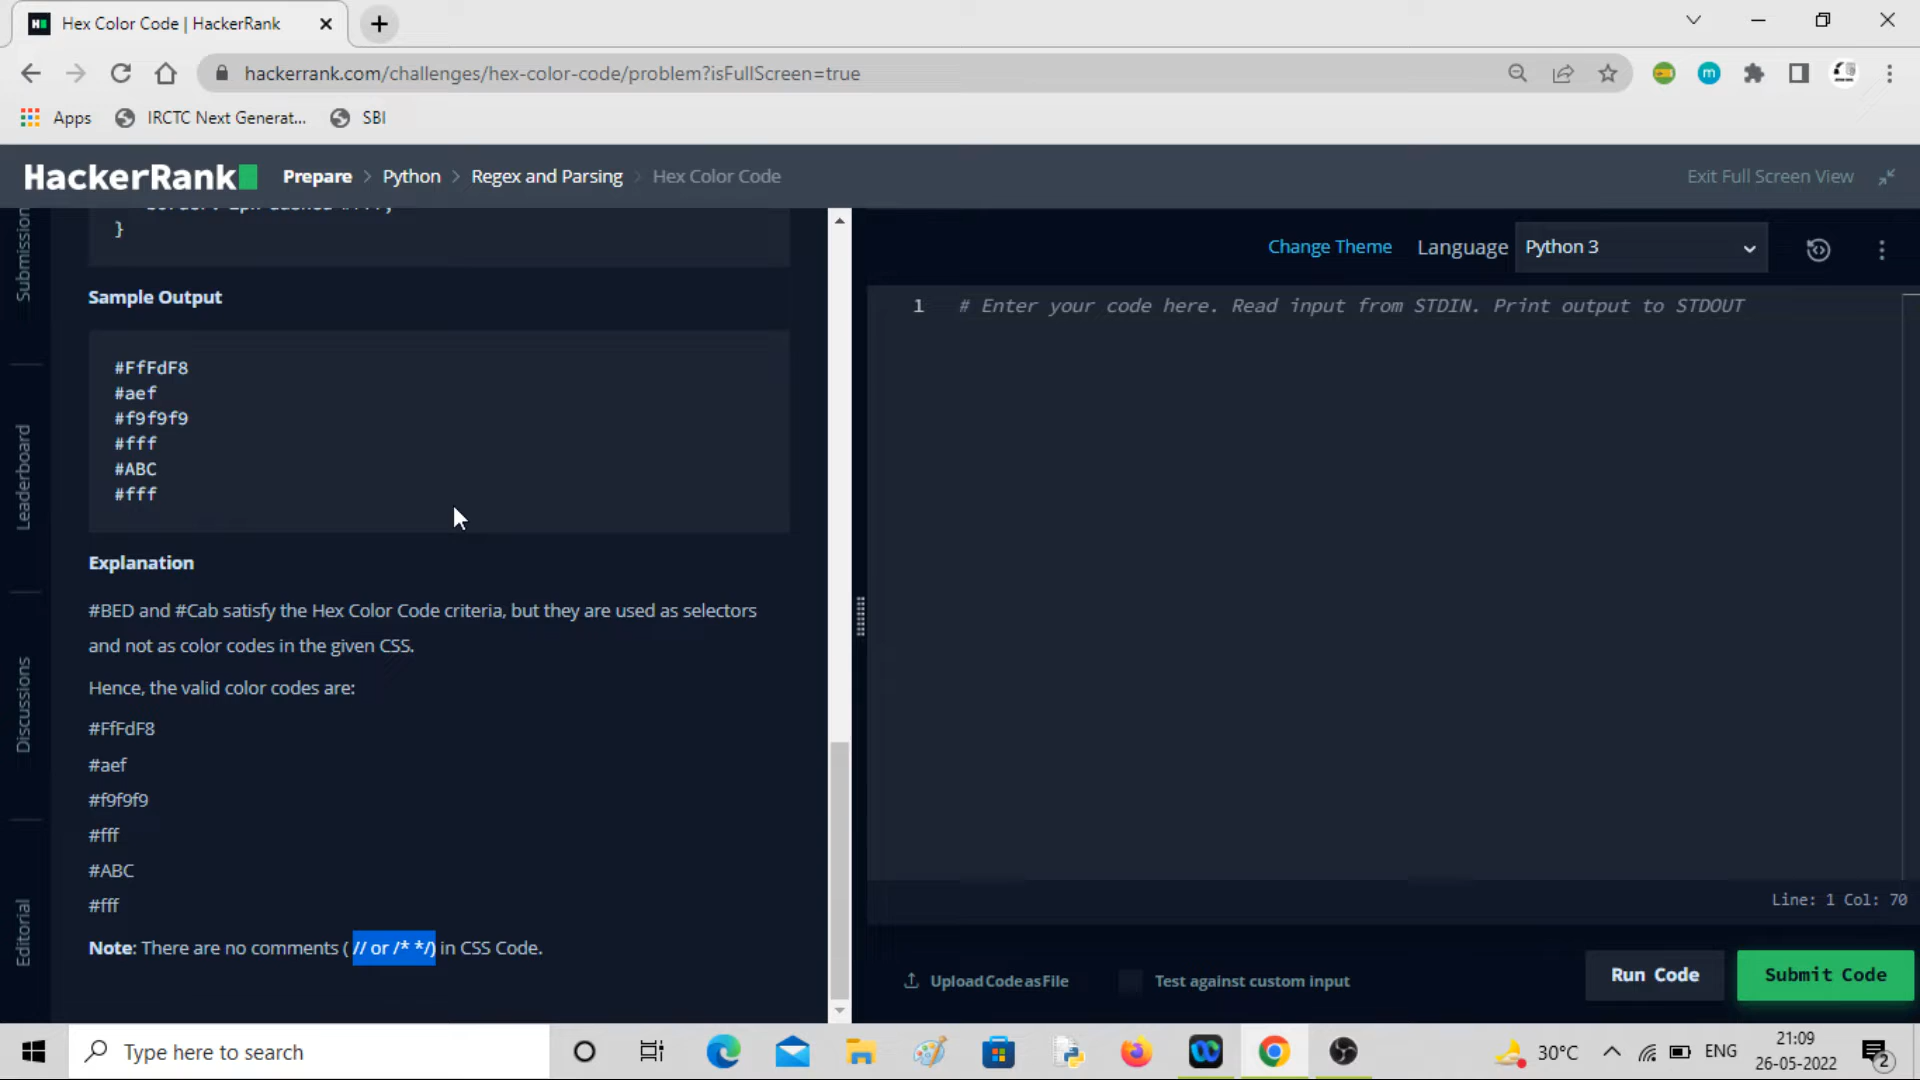 Hex Color Code | HackerRank
hackerrank.com/challenges/hex-color-code/problem?isFullScreen=true
m
Apps
IRCTC Next Generat...
SBI
HackerRank
Prepare > Python > Regex and Parsing > Hex Color Code
Exit Full Screen View
Submission
Leaderboard
Discussions
Editorial
}
Sample Output
#FfFdF8
#aef
#f9f9f9
#fff
#ABC
#fff
Explanation
#BED and #Cab satisfy the Hex Color Code criteria, but they are used as selectors
and not as color codes in the given CSS.
Hence, the valid color codes are:
#FfFdF8
#aef
#f9f9f9
#fff
#ABC
#fff
Note: There are no comments ( // or /* */) in CSS Code.
Change Theme Language Python 3
1 # Enter your code here. Read input from STDIN. Print output to STDOUT
Line: 1 Col: 70
Upload Code as File
Test against custom input
Run Code
Submit Code
Type here to search
30°C
ENG
21:09
26-05-2022
2